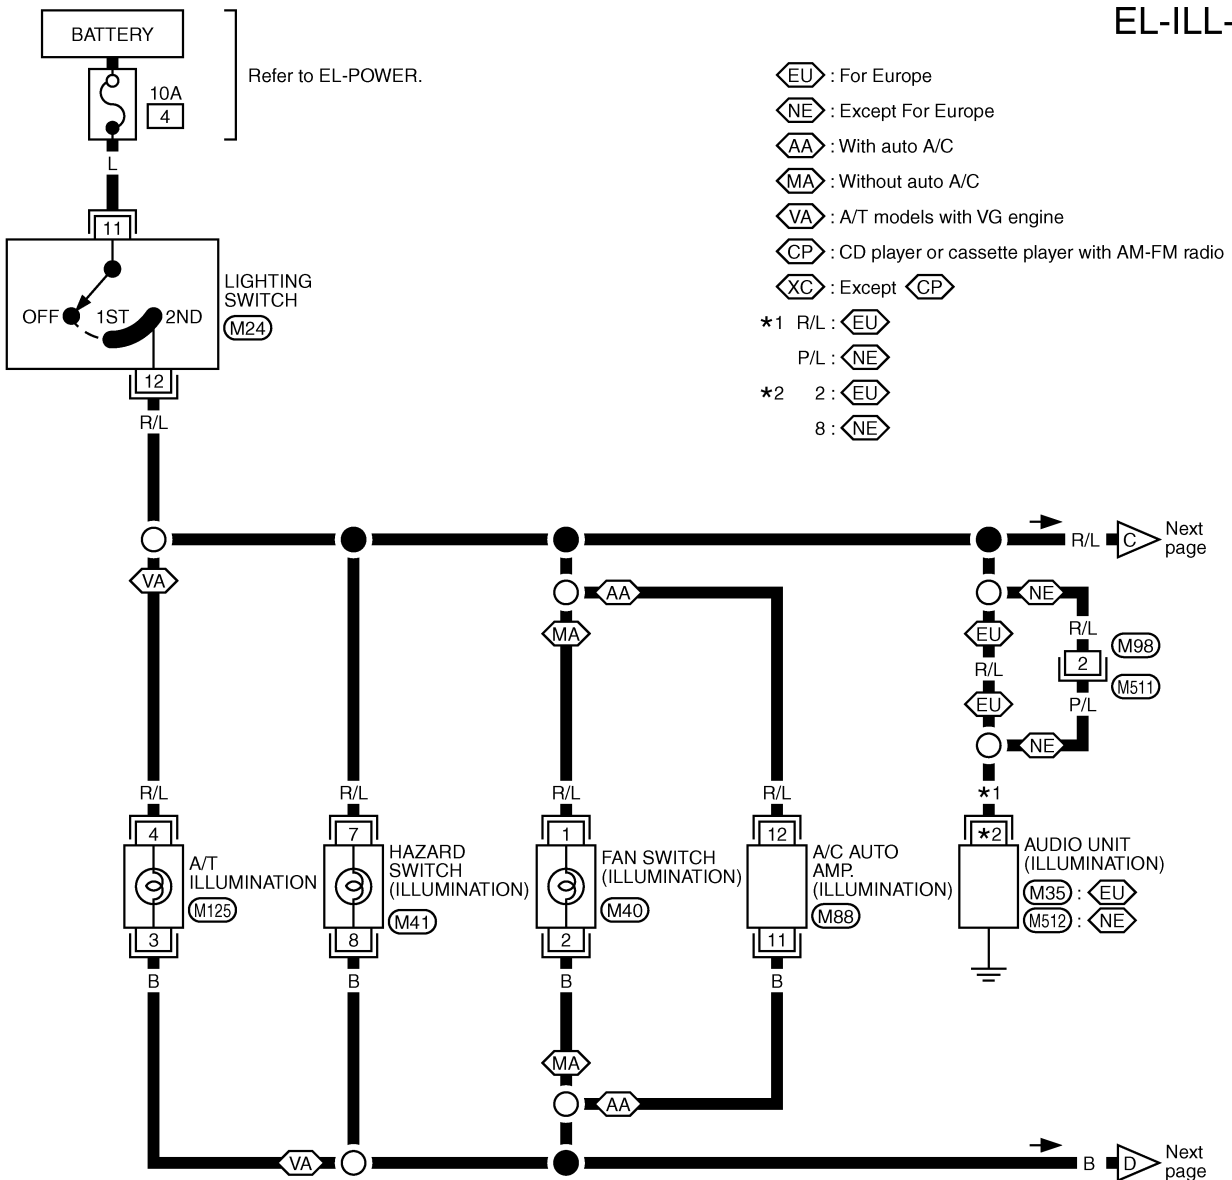 EL-ILL-
BATTERY
Refer to EL-POWER.
10A
4
L
11
LIGHTING
SWITCH
M24
OFF 1ST 2ND
12
R/L
EU : For Europe
NE : Except For Europe
AA : With auto A/C
MA : Without auto A/C
VA : A/T models with VG engine
CP : CD player or cassette player with AM-FM radio
XC : Except CP
*1 R/L : EU
P/L : NE
*2 2 : EU
8 : NE
R/L C Next
page
VA
AA
NE
MA
EU
R/L
M98
R/L
2
M511
EU
P/L
NE
R/L R/L R/L R/L *1
4 7 1 12 *2
A/T
ILLUMINATION
M125
HAZARD
SWITCH
(ILLUMINATION)
M41
FAN SWITCH
(ILLUMINATION)
M40
A/C AUTO
AMP.
(ILLUMINATION)
M88
AUDIO UNIT
(ILLUMINATION)
M35 : EU
M512 : NE
3 8 2 11
B B B B
MA
AA
VA
B D Next
page